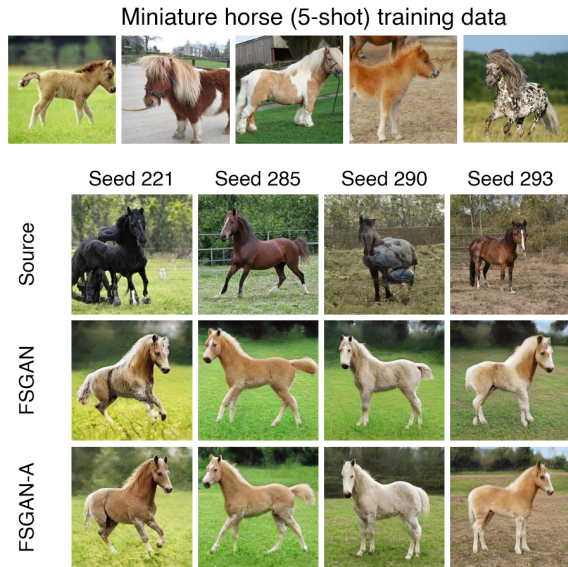 Miniature horse (5-shot) training data
Seed 221 Seed 285 Seed 290 Seed 293
Source
FSGAN
FSGAN-A